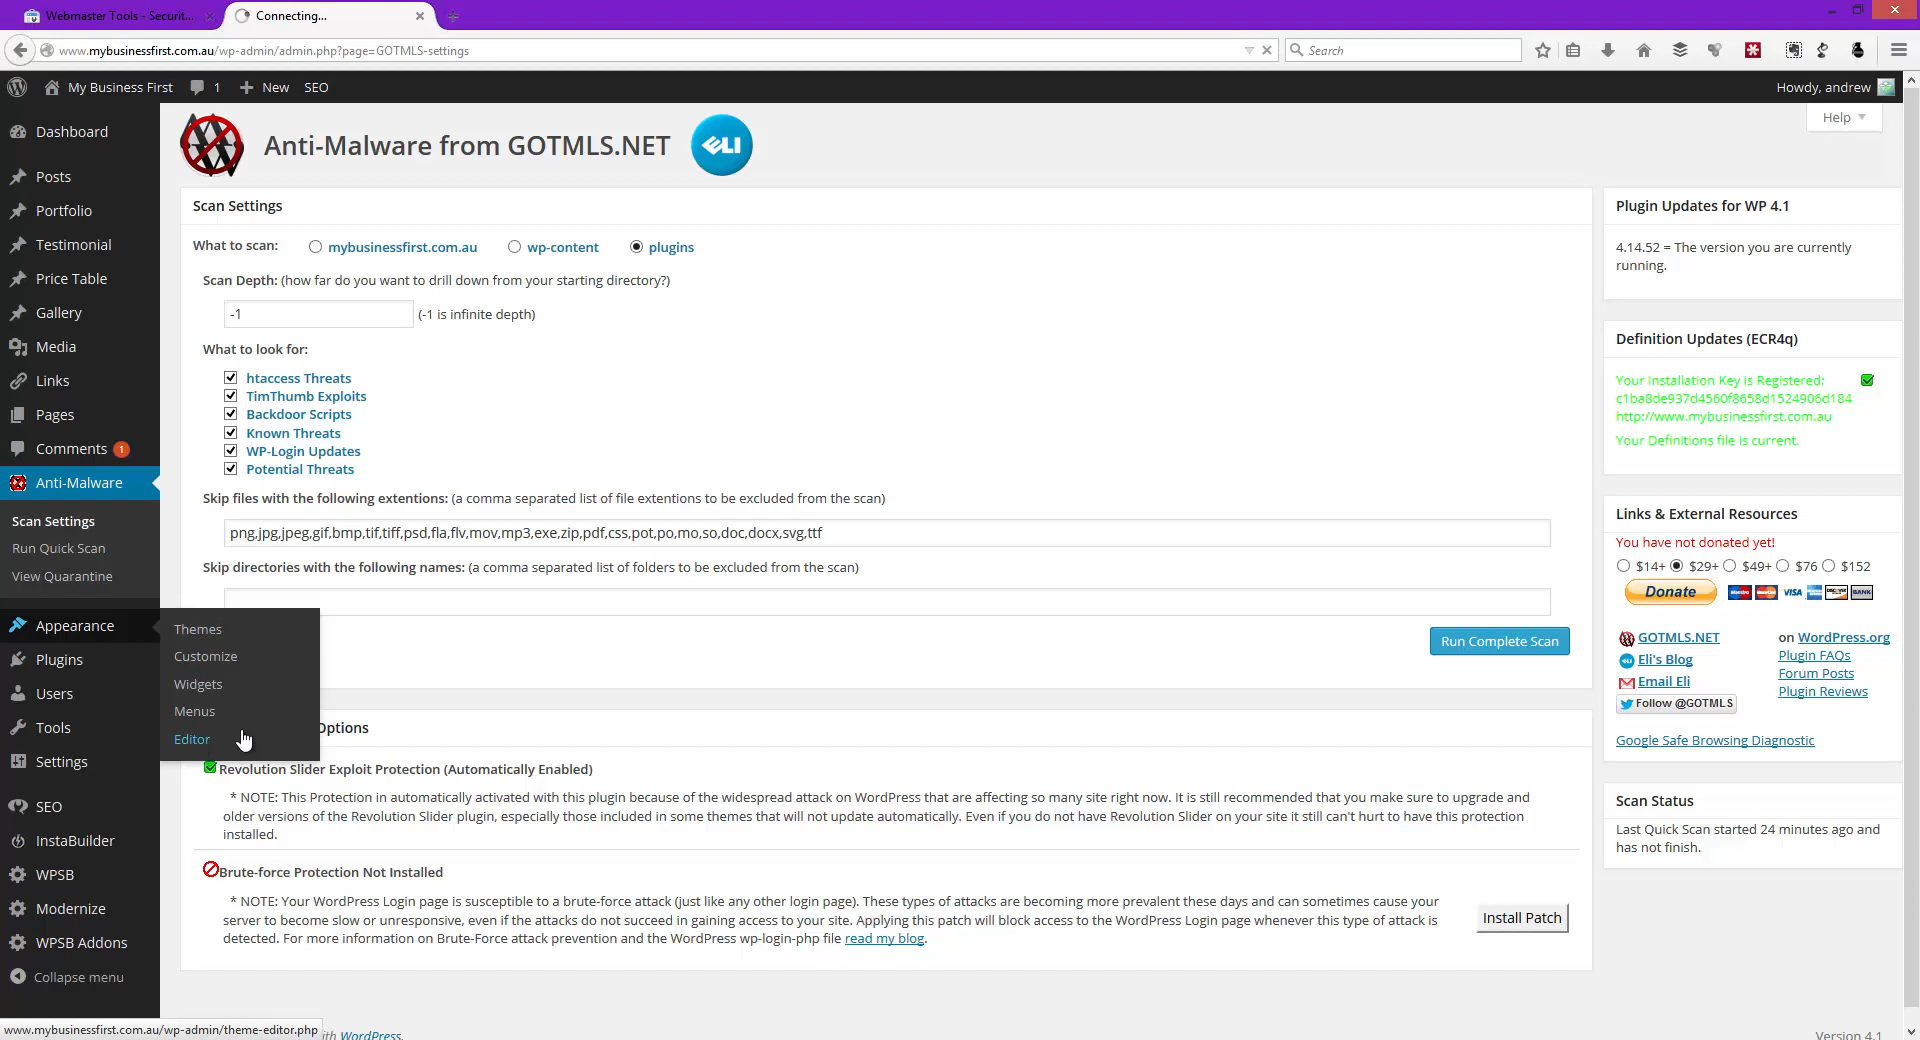 Webmaster Tools - Securit...
Connecting...
www.mybusinessfirst.com.au/wp-admin/admin.php?page=GOTMLS-settings
Search
My Business First
1
New
SEO
Howdy, andrew
Help
Dashboard
Posts
Portfolio
Testimonial
Price Table
Gallery
Media
Links
Pages
Comments 1
Anti-Malware
Scan Settings
Run Quick Scan
View Quarantine
Appearance
Plugins
Users
Tools
Settings
SEO
InstaBuilder
WPSB
Modernize
WPSB Addons
Collapse menu
Themes
Customize
Widgets
Menus
Editor
Anti-Malware from GOTMLS.NET
ELI
Scan Settings
What to scan: mybusinessfirst.com.au wp-content plugins
Scan Depth: (how far do you want to drill down from your starting directory?)
-1 (-1 is infinite depth)
What to look for:
htaccess Threats
TimThumb Exploits
Backdoor Scripts
Known Threats
WP-Login Updates
Potential Threats
Skip files with the following extentions: (a comma separated list of file extentions to be excluded from the scan)
png,jpg,jpeg,gif,bmp,tif,tiff,psd,fla,flv,mov,mp3,exe,zip,pdf,css,pot,po,mo,so,doc,docx,svg,ttf
Skip directories with the following names: (a comma separated list of folders to be excluded from the scan)
Run Complete Scan
Options
Revolution Slider Exploit Protection (Automatically Enabled)
* NOTE: This Protection in automatically activated with this plugin because of the widespread attack on WordPress that are affecting so many site right now. It is still recommended that you make sure to upgrade and
older versions of the Revolution Slider plugin, especially those included in some themes that will not update automatically. Even if you do not have Revolution Slider on your site it still can't hurt to have this protection
installed.
Brute-force Protection Not Installed
* NOTE: Your WordPress Login page is susceptible to a brute-force attack (just like any other login page). These types of attacks are becoming more prevalent these days and can sometimes cause your
server to become slow or unresponsive, even if the attacks do not succeed in gaining access to your site. Applying this patch will block access to the WordPress Login page whenever this type of attack is
detected. For more information on Brute-Force attack prevention and the WordPress wp-login-php file read my blog.
Install Patch
Plugin Updates for WP 4.1
4.14.52 = The version you are currently
running.
Definition Updates (ECR4q)
Your Installation Key is Registered:
c1ba8de937d4560f8658d1524906d184
http://www.mybusinessfirst.com.au
Your Definitions file is current.
Links & External Resources
You have not donated yet!
$14+ $29+ $49+ $76 $152
Donate
VISA
BANK
GOTMLS.NET
Eli's Blog
Email Eli
Follow @GOTMLS
on WordPress.org
Plugin FAQs
Forum Posts
Plugin Reviews
Google Safe Browsing Diagnostic
Scan Status
Last Quick Scan started 24 minutes ago and
has not finish.
www.mybusinessfirst.com.au/wp-admin/theme-editor.php
ith WordPress.
Version 4.1